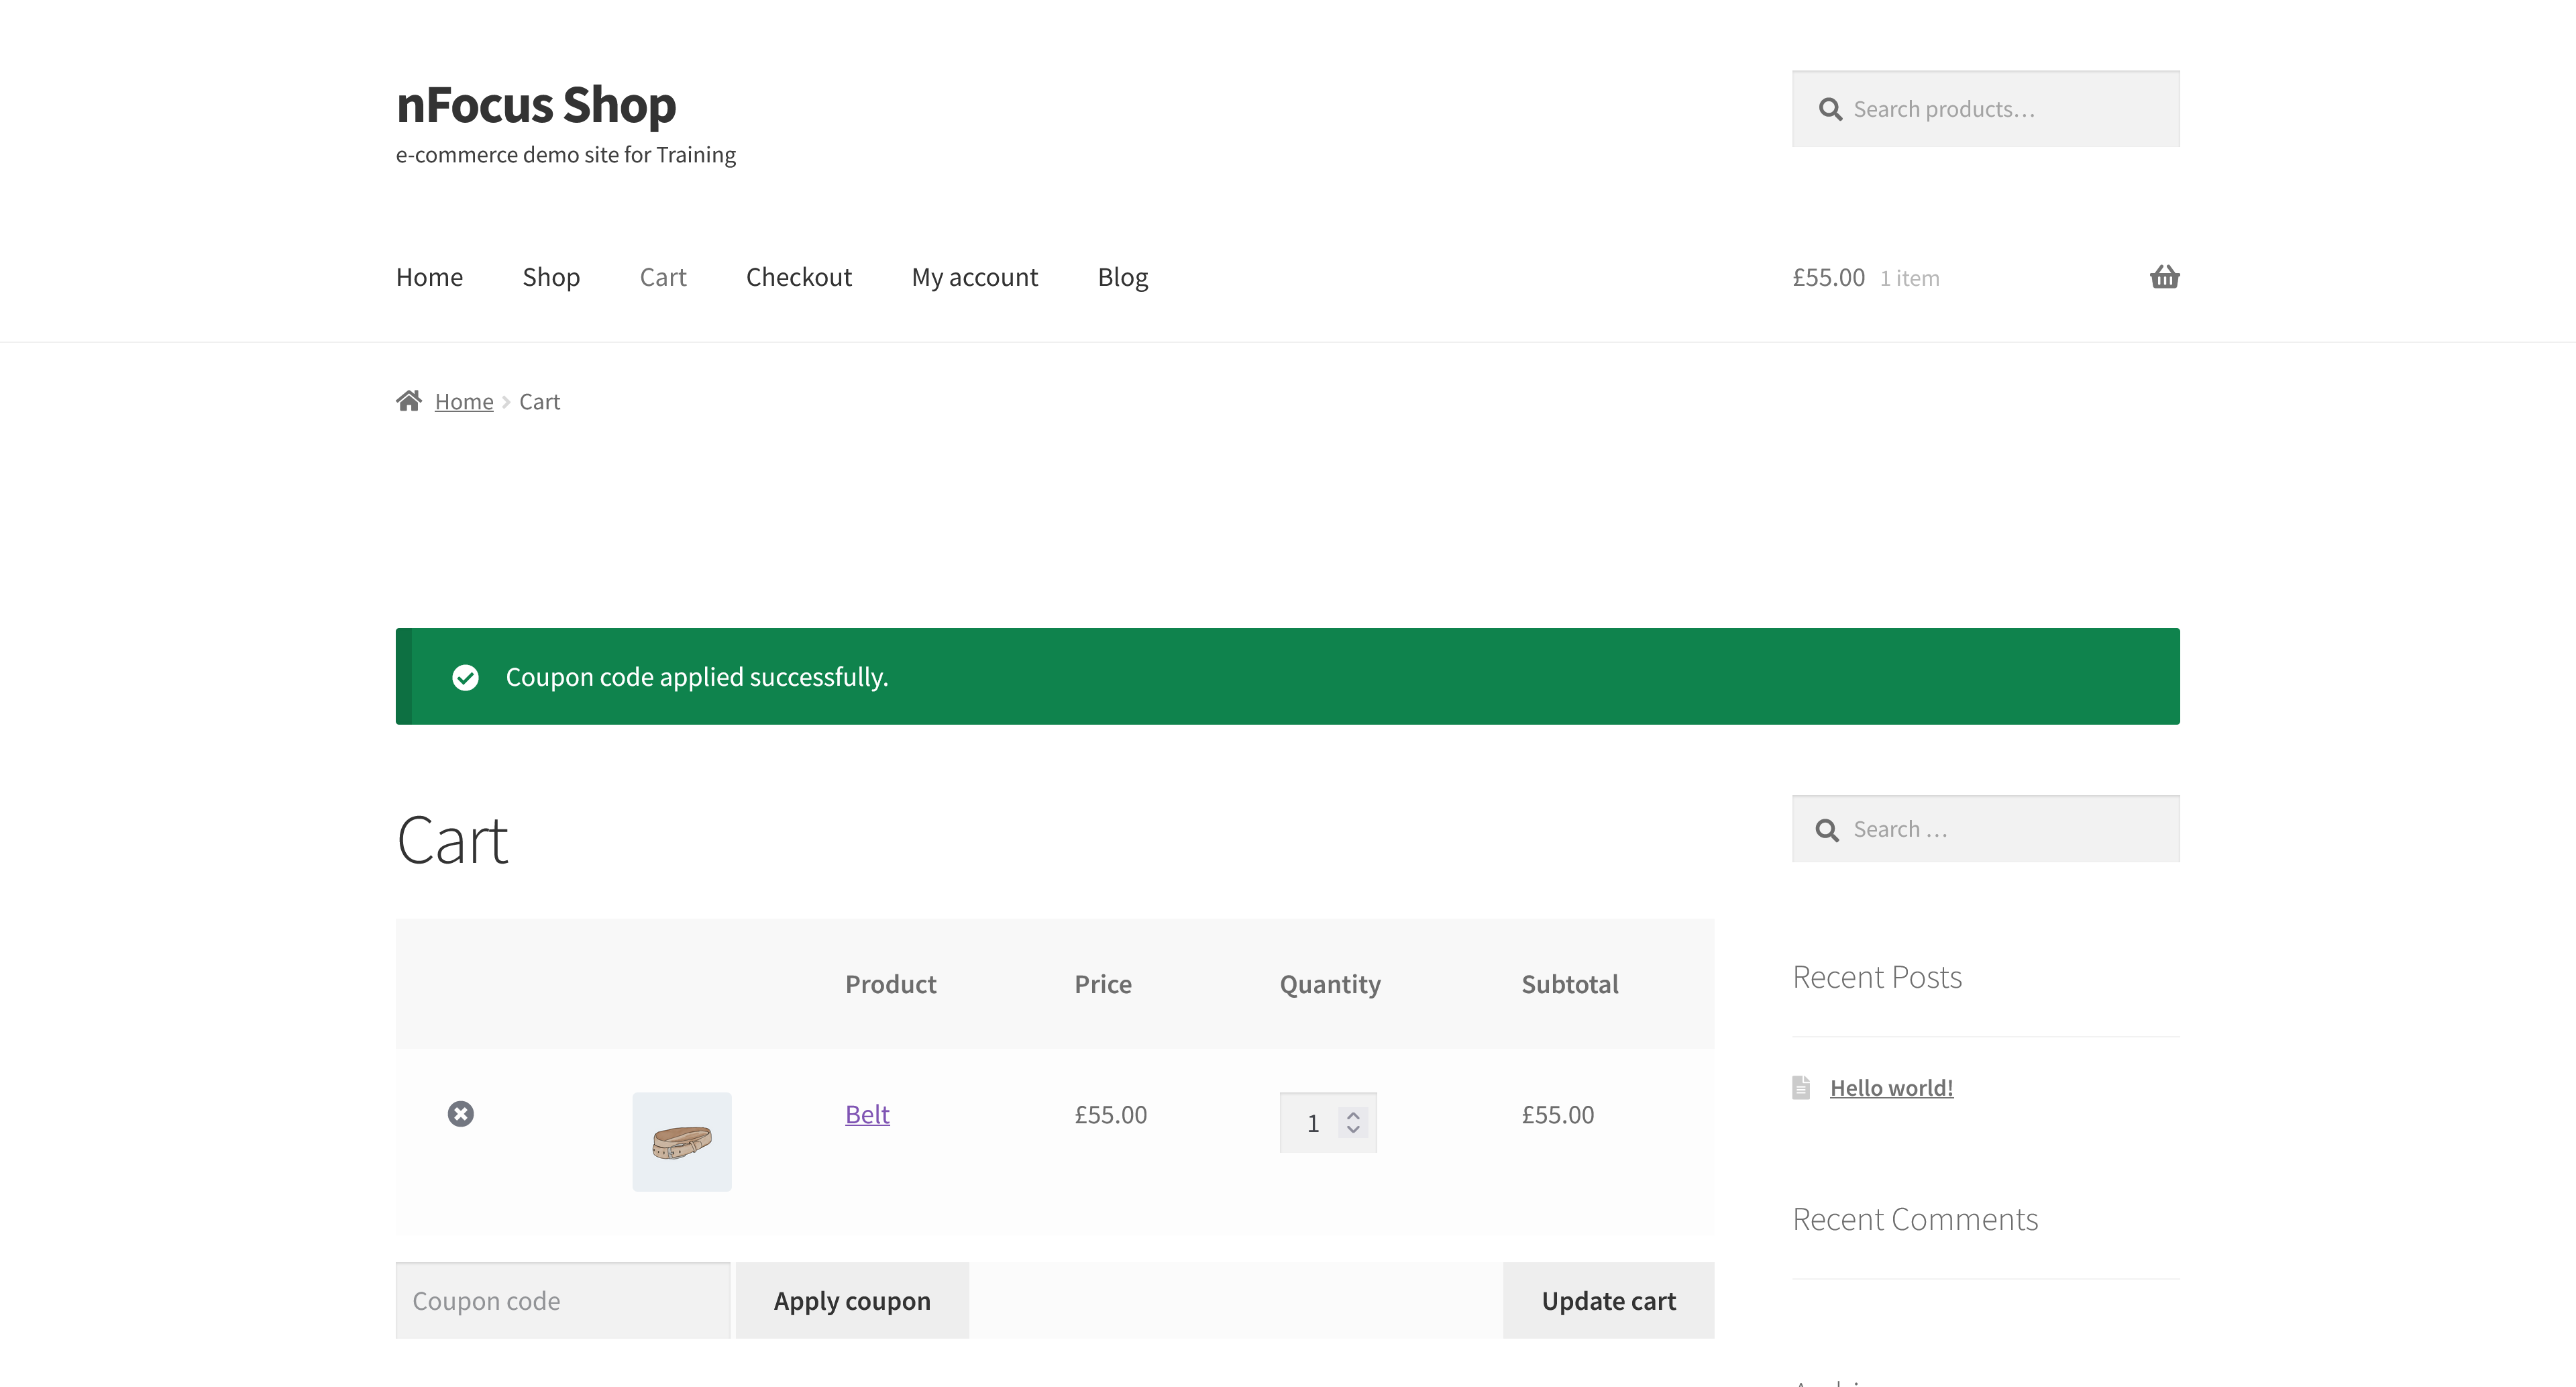 nFocus Shop
e-commerce demo site for Training
Search products…
Home Shop Cart Checkout My account Blog
£55.00 1 item
Home Cart
Coupon code applied successfully.
Cart
Product Price Quantity Subtotal
Belt £55.00 1 £55.00
Coupon code Apply coupon Update cart
Search …
Recent Posts
Hello world!
Recent Comments